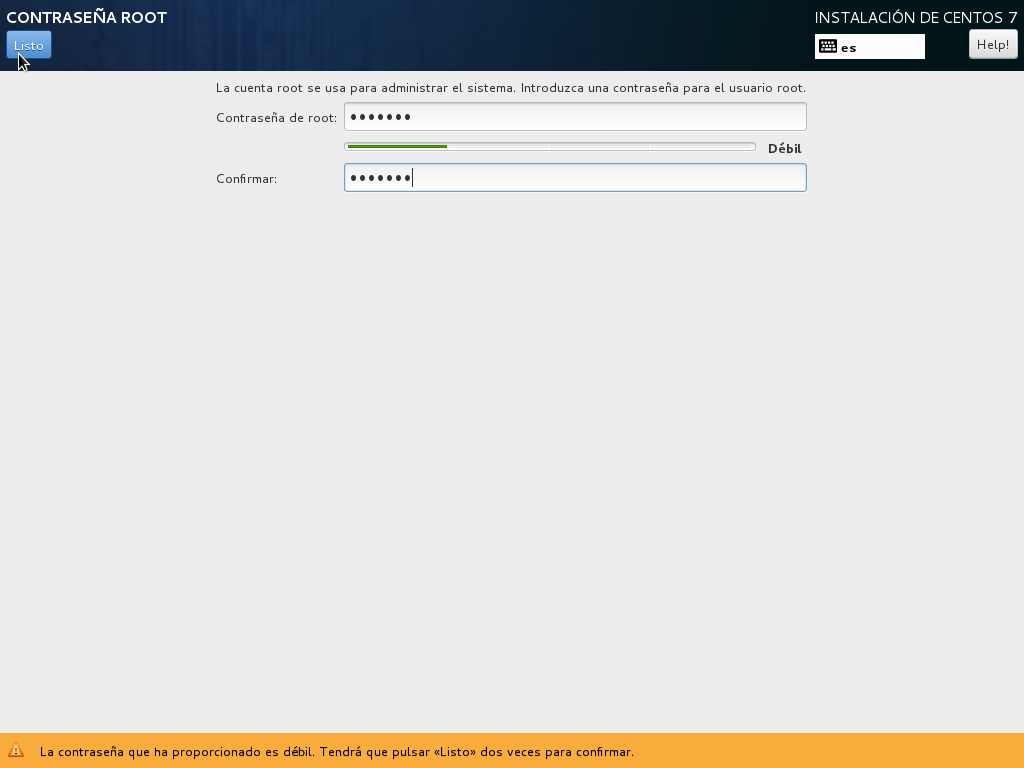 CONTRASEÑA ROOT
INSTALACIÓN DE CENTOS 7
Listo
es
Help!
La cuenta root se usa para administrar el sistema. Introduzca una contraseña para el usuario root.
Contraseña de root: •••••••
Débil
Confirmar: •••••••
La contraseña que ha proporcionado es débil. Tendrá que pulsar «Listo» dos veces para confirmar.